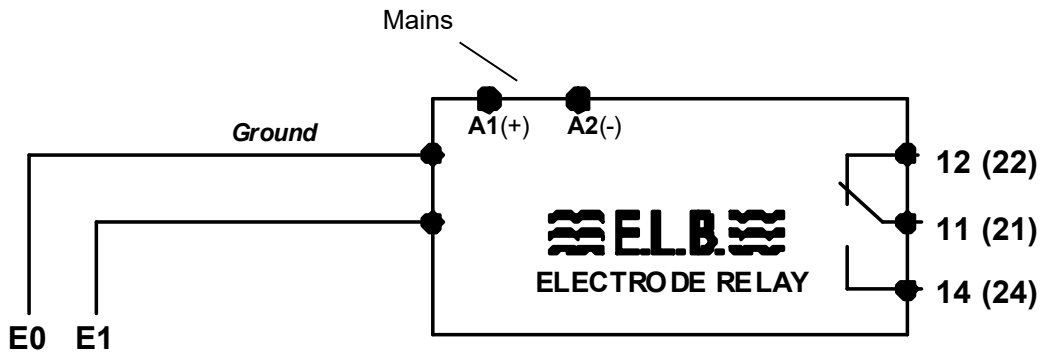 Mains
A1(+) A2(-)
Ground
12 (22)
11 (21)
14 (24)
E.L.B.
ELECTRODE RELAY
E0 E1